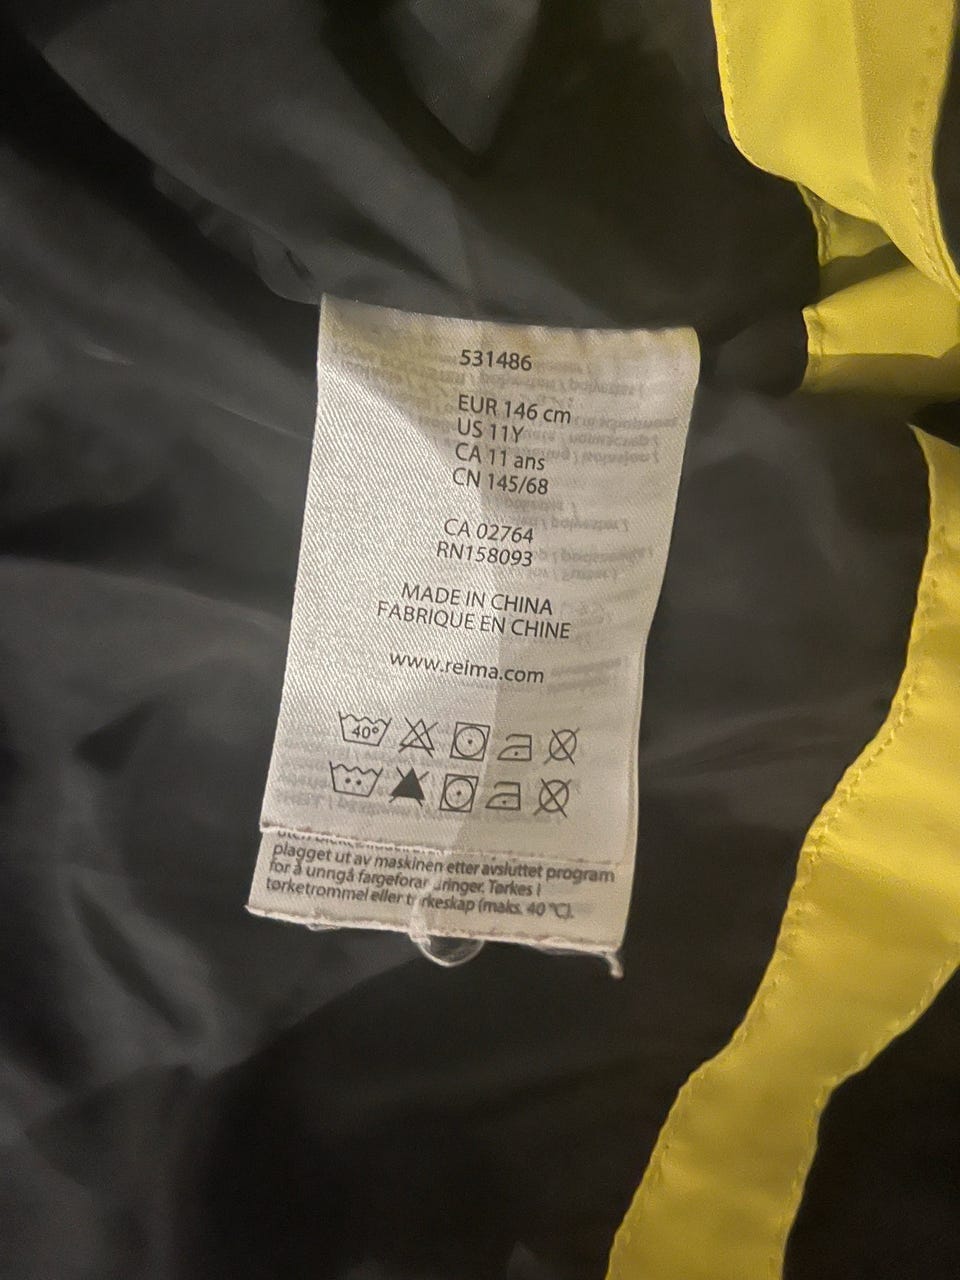 531486
EUR 146 cm
US 11Y
CA 11 ans
CN 145/68
CA 02764
RN158093
MADE IN CHINA
FABRIQUE EN CHINE
www.reima.com
40°
plagget ut av maskinen etter avsluttet program
for å unngå
Tørkes i
tørketrommel eller (maks. 40 °C).